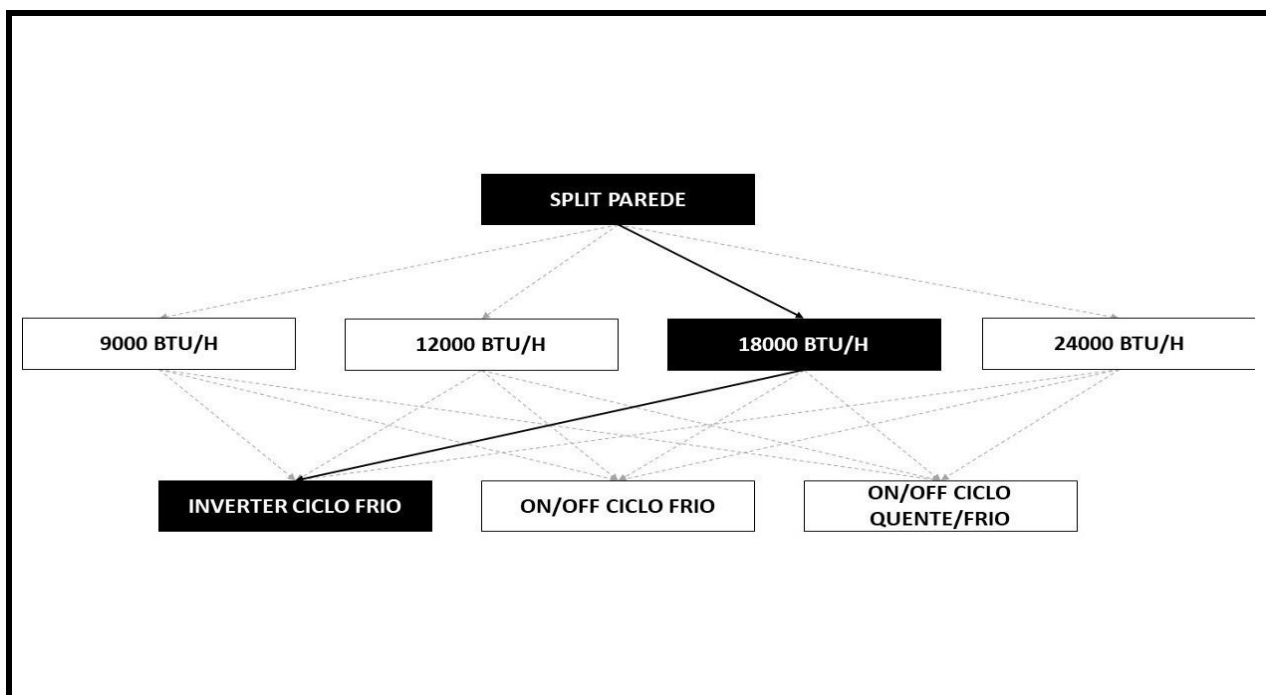 SPLIT PAREDE
9000 BTU/H
12000 BTU/H
18000 BTU/H
24000 BTU/H
INVERTER CICLO FRIO
ON/OFF CICLO FRIO
ON/OFF CICLO
QUENTE/FRIO